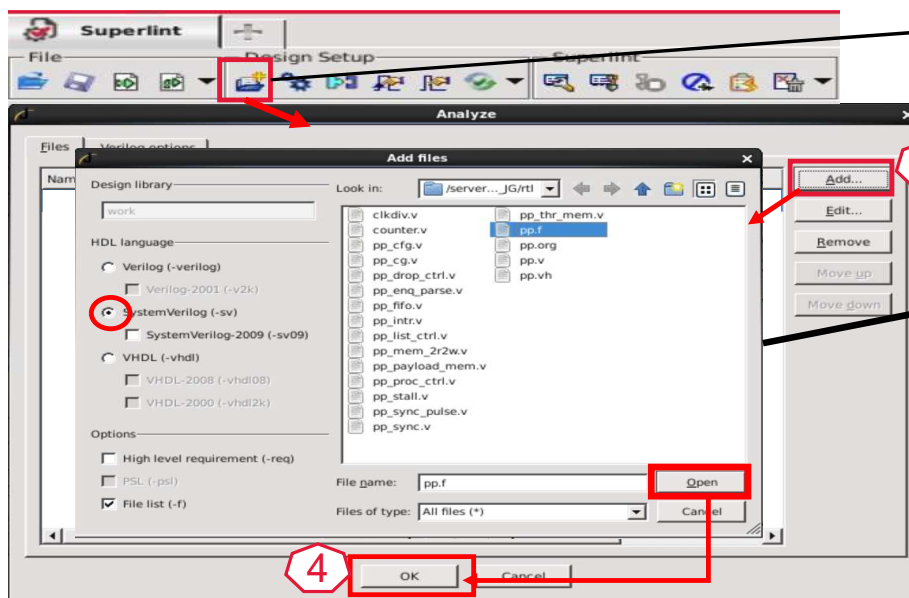 Superlint
File Design Setup Superlint
Analyze
Files Verilog options
Nam
Add files
Design library
work
HDL language
Verilog (-verilog)
Verilog-2001 (-v2k)
SystemVerilog (-sv)
SystemVerilog-2009 (-sv09)
VHDL (-vhdl)
VHDL-2008 (-vhdl08)
VHDL-2000 (-vhdl2k)
Options
High level requirement (-req)
PSL (-psl)
File list (-f)
Look in: /server..._JG/rtl
clkdiv.v
counter.v
pp_cfg.v
pp_cg.v
pp_drop_ctrl.v
pp_enq_parse.v
pp_fifo.v
pp_intr.v
pp_list_ctrl.v
pp_mem_2r2w.v
pp_payload_mem.v
pp_proc_ctrl.v
pp_stall.v
pp_sync_pulse.v
pp_sync.v
pp_thr_mem.v
pp.f
pp.org
pp.v
pp.vh
File name: pp.f
Open
Files of type: All files (*)
Cancel
Add...
Edit...
Remove
Move up
Move down
4
OK
Cancel